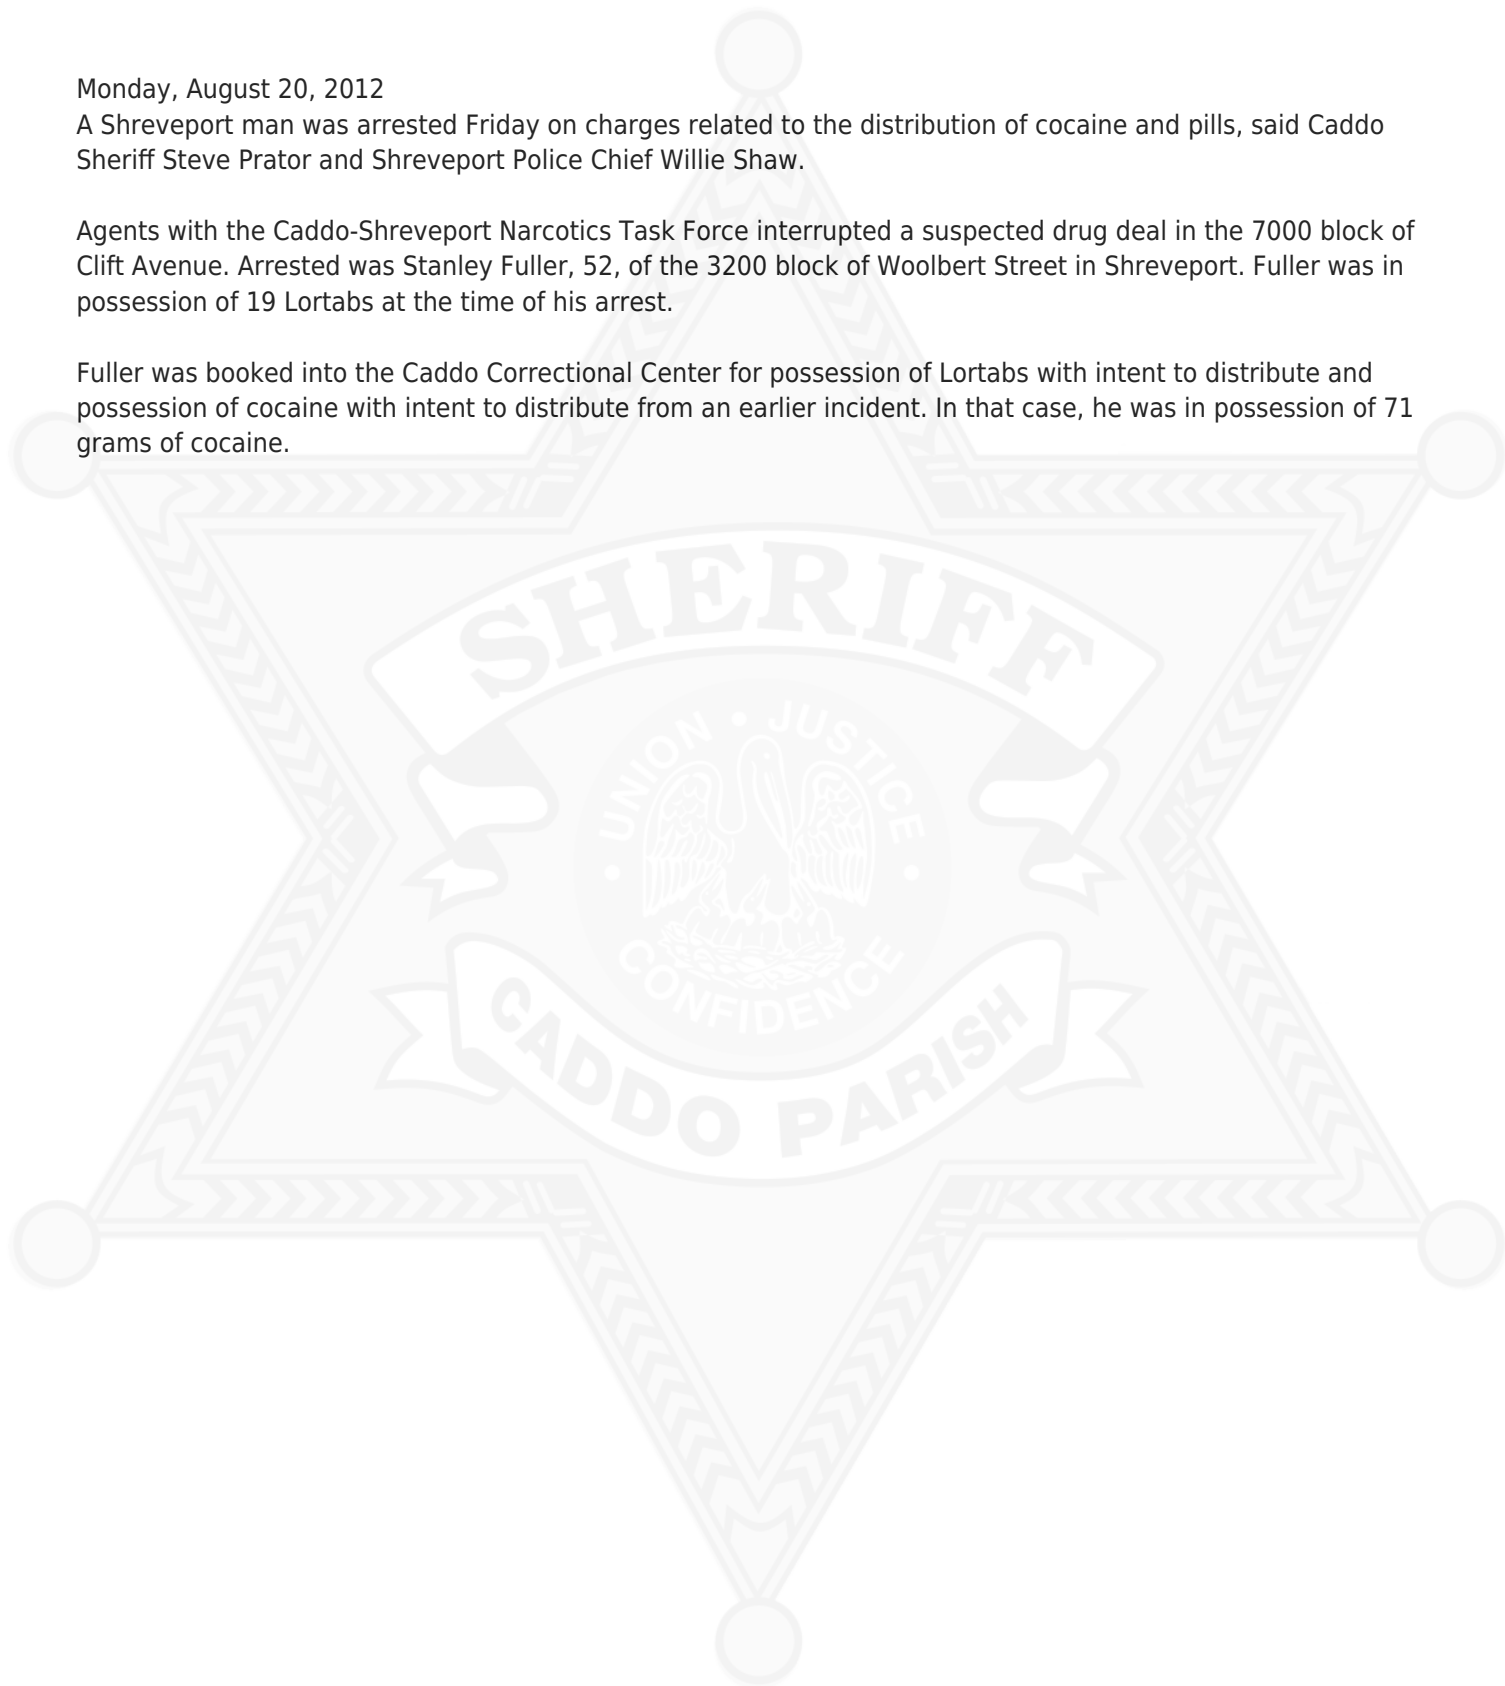 Monday, August 20, 2012
A Shreveport man was arrested Friday on charges related to the distribution of cocaine and pills, said Caddo
Sheriff Steve Prator and Shreveport Police Chief Willie Shaw.
Agents with the Caddo-Shreveport Narcotics Task Force interrupted a suspected drug deal in the 7000 block of
Clift Avenue. Arrested was Stanley Fuller, 52, of the 3200 block of Woolbert Street in Shreveport. Fuller was in
possession of 19 Lortabs at the time of his arrest.
Fuller was booked into the Caddo Correctional Center for possession of Lortabs with intent to distribute and
possession of cocaine with intent to distribute from an earlier incident. In that case, he was in possession of 71
grams of cocaine.
SHERIFF
UNION • JUSTICE
• CONFIDENCE •
CADDO PARISH